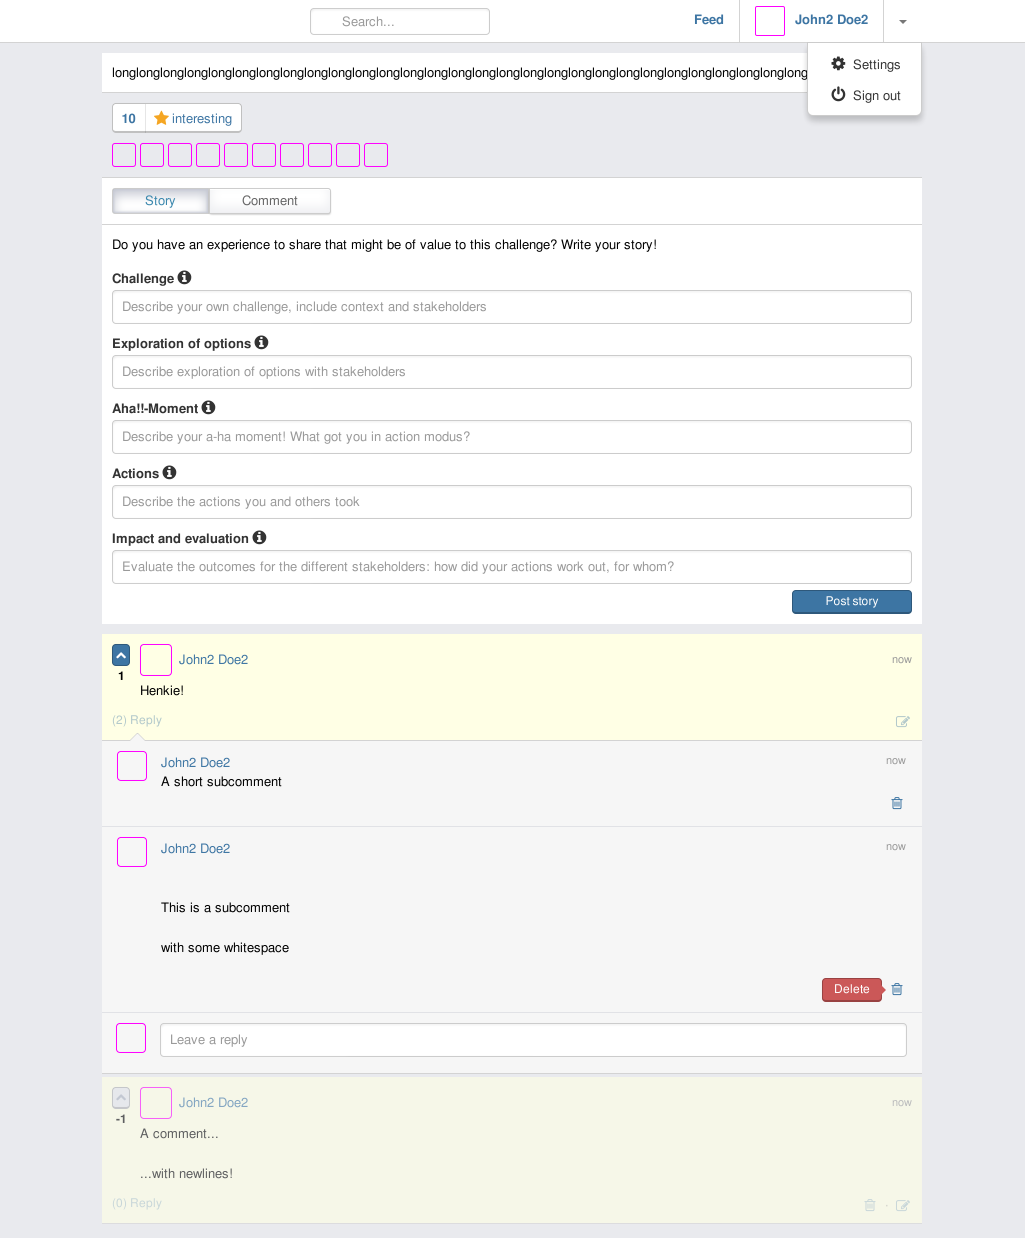 Search...
Feed
John2 Doe2
Settings
Sign out
longlonglonglonglonglonglonglonglonglonglonglonglonglonglonglonglonglonglonglonglonglonglonglonglonglonglonglonglong
10
interesting
Story
Comment
Do you have an experience to share that might be of value to this challenge? Write your story!
Challenge
Describe your own challenge, include context and stakeholders
Exploration of options
Describe exploration of options with stakeholders
Aha!!-Moment
Describe your a-ha moment! What got you in action modus?
Actions
Describe the actions you and others took
Impact and evaluation
Evaluate the outcomes for the different stakeholders: how did your actions work out, for whom?
Post story
John2 Doe2
now
1
Henkie!
(2) Reply
John2 Doe2
now
A short subcomment
John2 Doe2
now
This is a subcomment
with some whitespace
Delete
Leave a reply
John2 Doe2
now
-1
A comment...
...with newlines!
(0) Reply